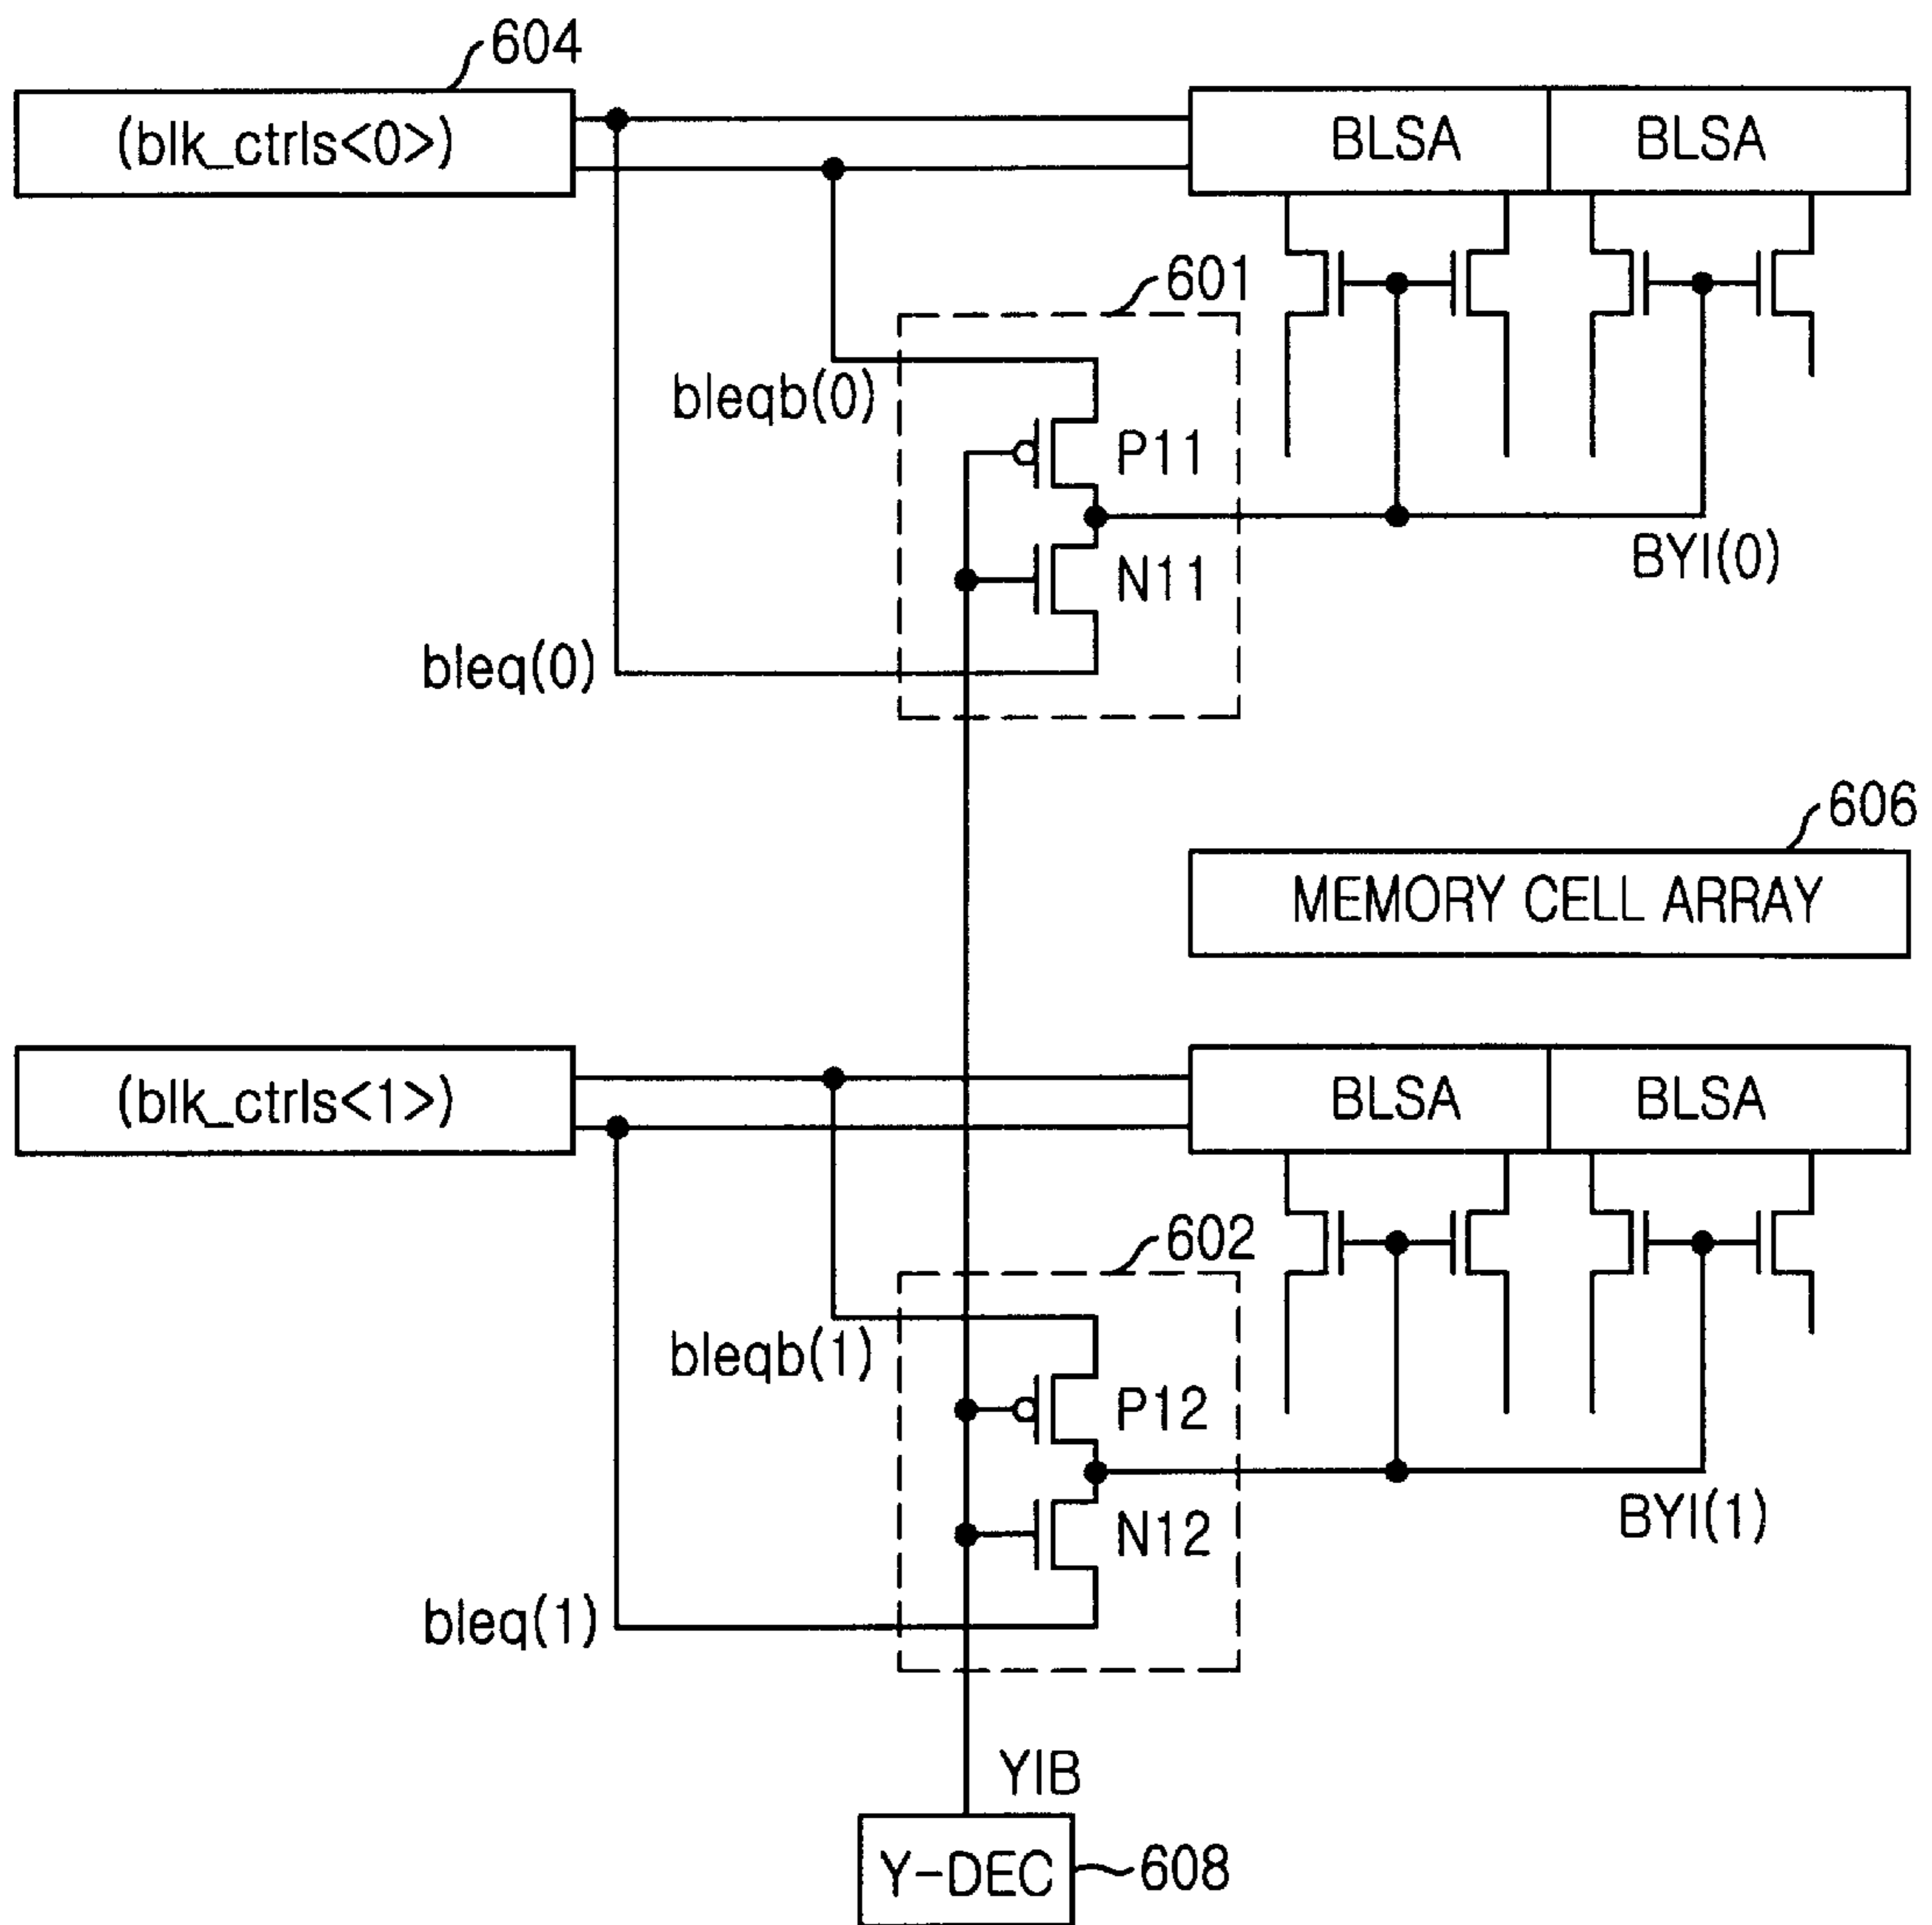 604
(blk_ctrls<0>)
BLSA
BLSA
601
bleqb(0)
P11
N11
BYI(0)
bleq(0)
606
MEMORY CELL ARRAY
(blk_ctrls<1>)
BLSA
BLSA
602
bleqb(1)
P12
N12
BYI(1)
bleq(1)
YIB
Y-DEC
608